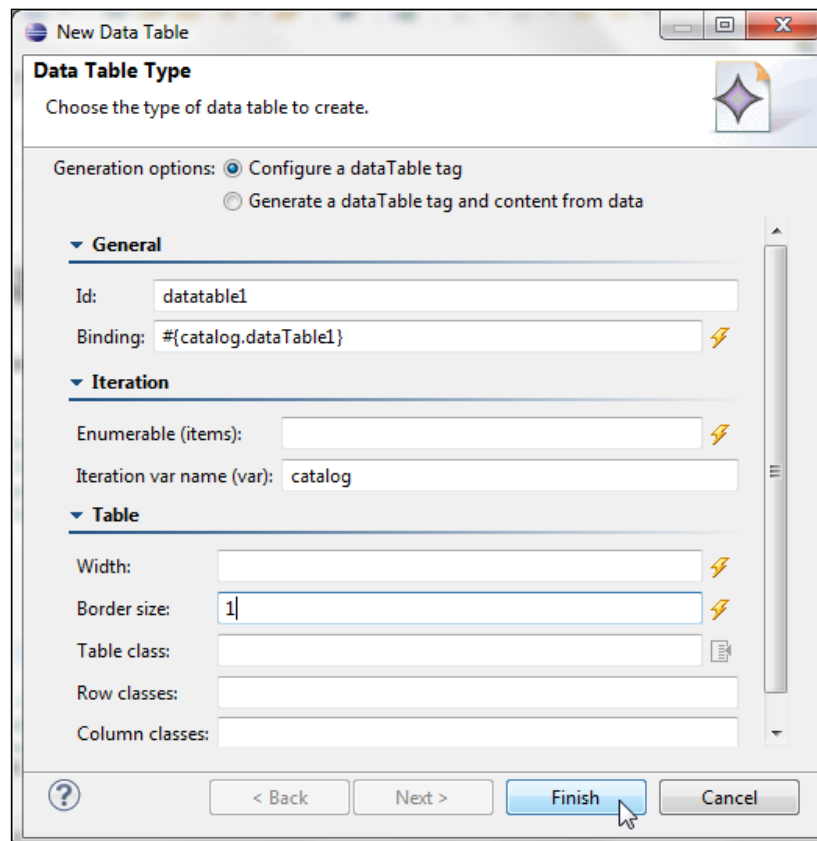 New Data Table
Data Table Type
Choose the type of data table to create.
Generation options: Configure a dataTable tag
Generate a dataTable tag and content from data
General
Id: datatable1
Binding: #{catalog.dataTable1}
Iteration
Enumerable (items):
Iteration var name (var): catalog
Table
Width:
Border size: 1
Table class:
Row classes:
Column classes:
? < Back Next > Finish Cancel